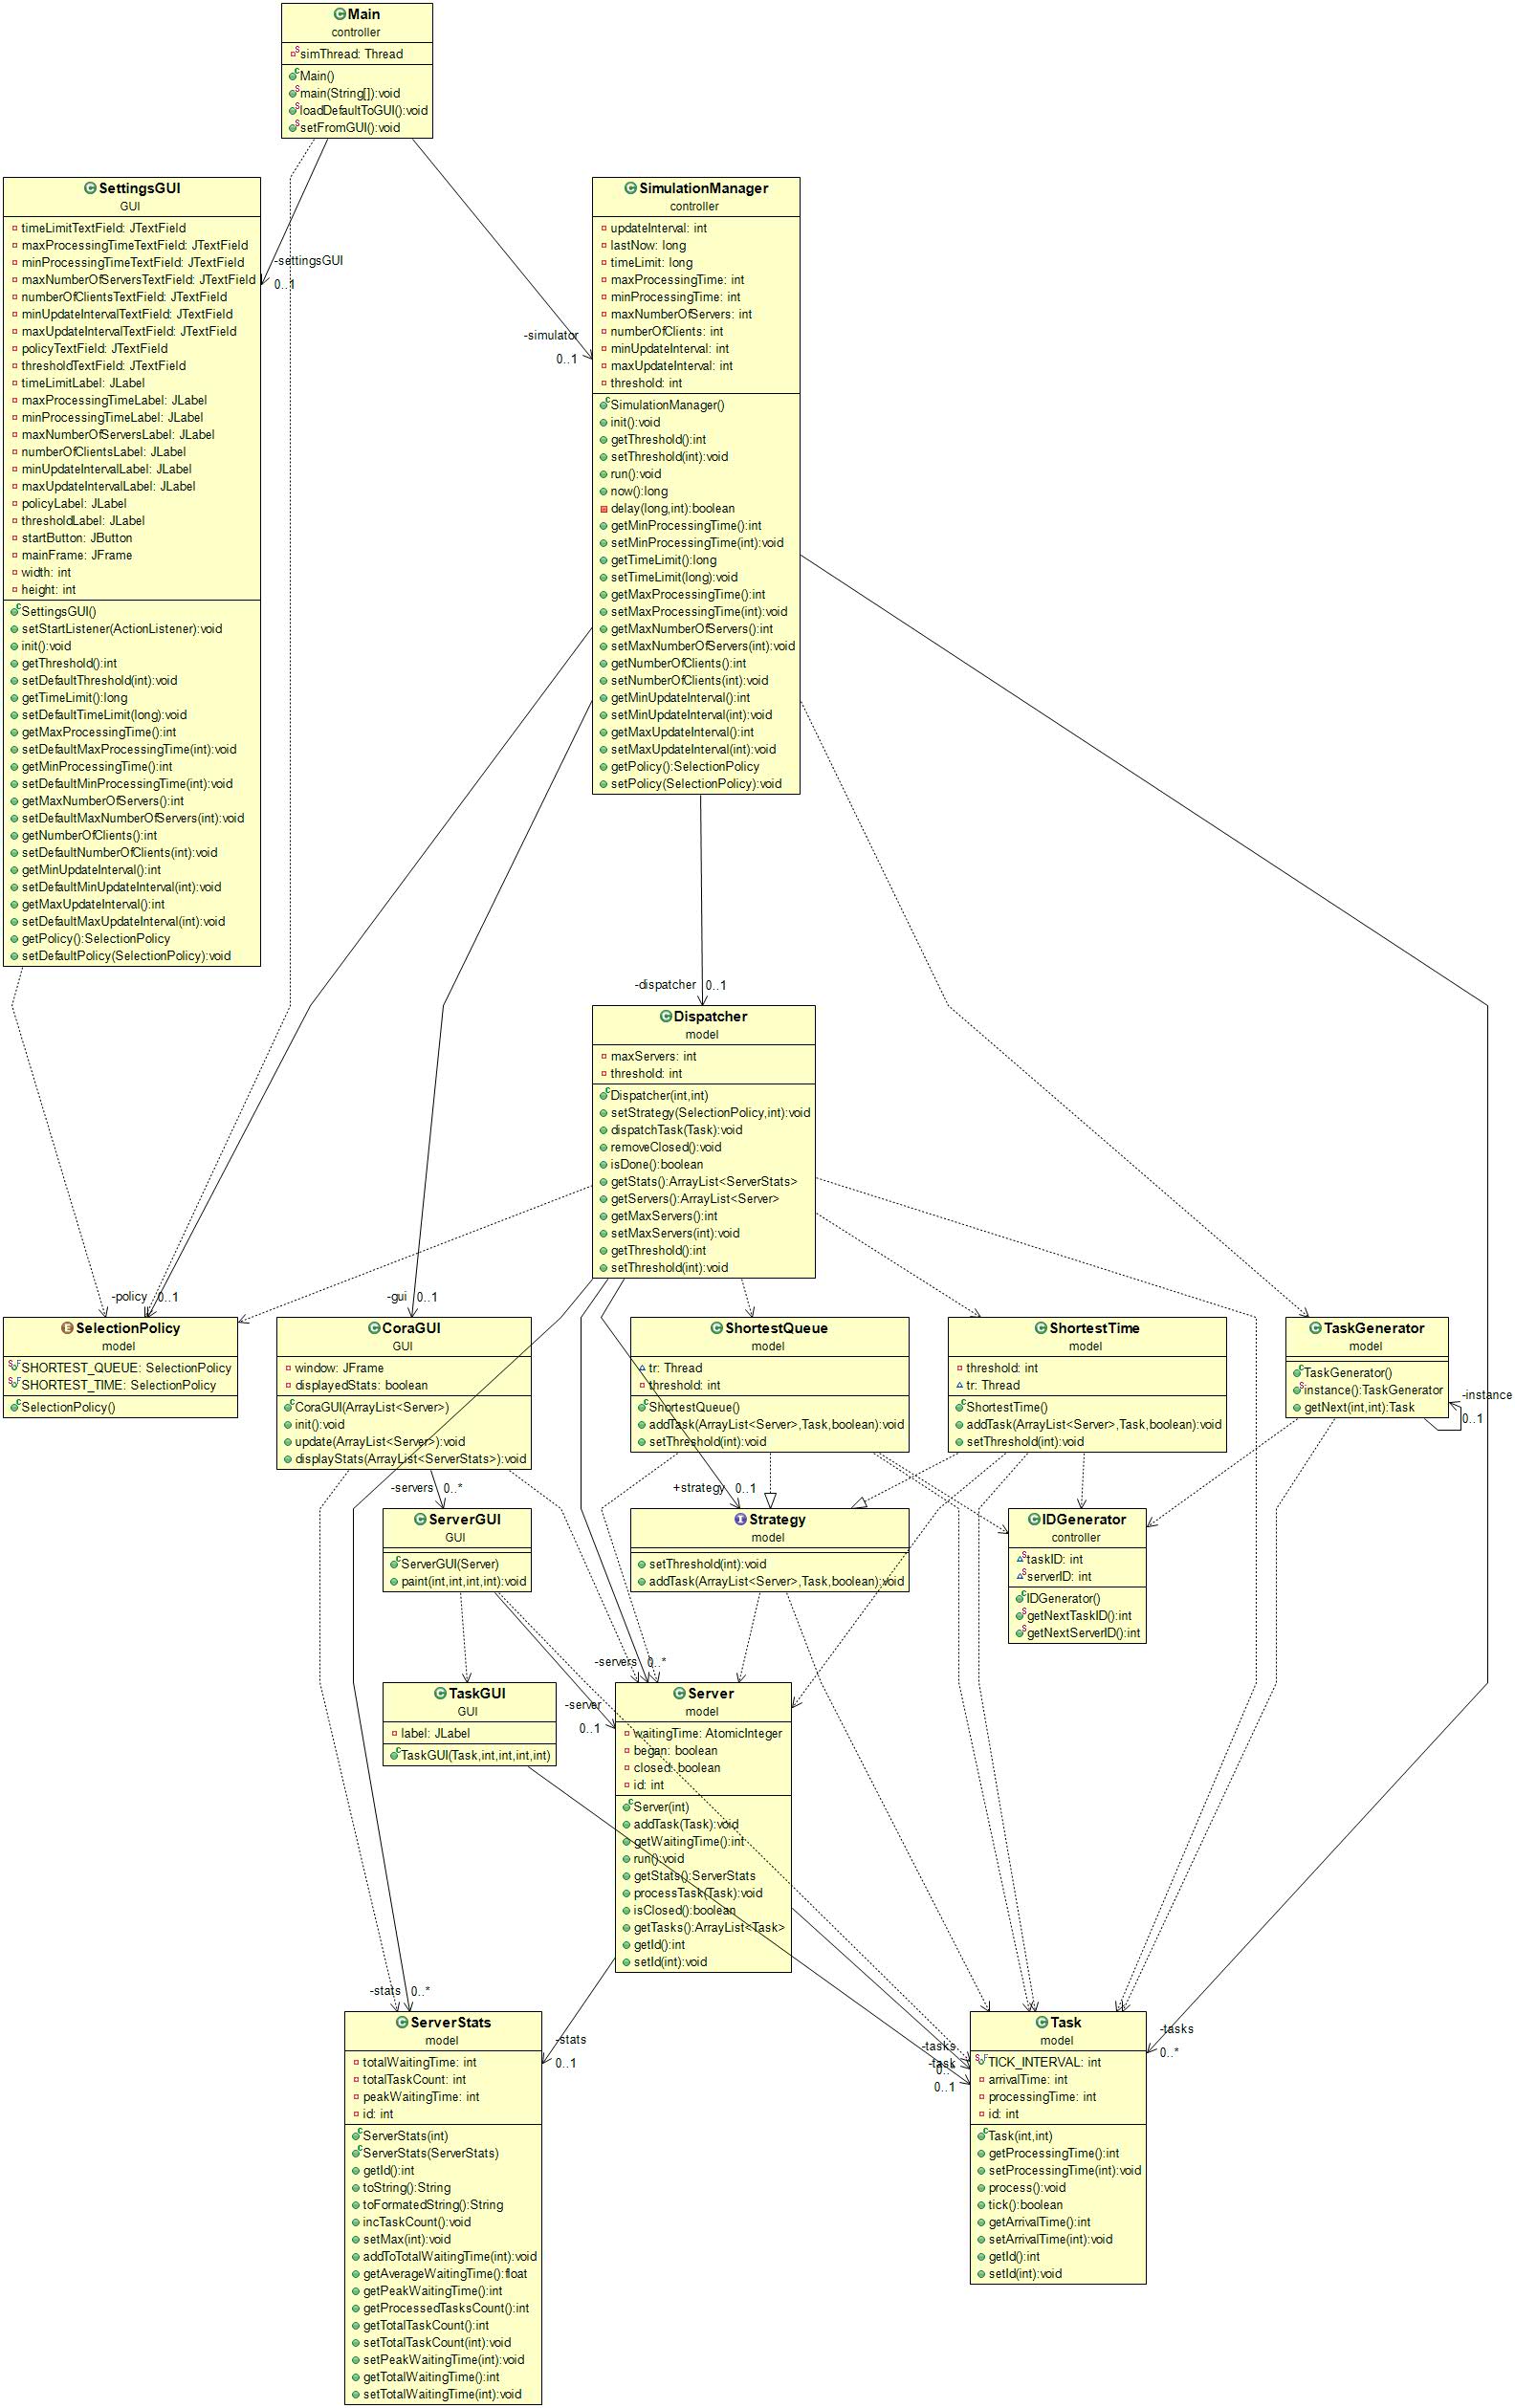 Main
controller
simThread: Thread
Main()
main(String[]):void
loadDefaultToGUI():void
setFromGUI():void
SettingsGUI
GUI
timeLimitTextField: JTextField
maxProcessingTimeTextField: JTextField
minProcessingTimeTextField: JTextField
maxNumberOfServersTextField: JTextField
numberOfClientsTextField: JTextField
minUpdateIntervalTextField: JTextField
maxUpdateIntervalTextField: JTextField
policyTextField: JTextField
thresholdTextField: JTextField
timeLimitLabel: JLabel
maxProcessingTimeLabel: JLabel
minProcessingTimeLabel: JLabel
maxNumberOfServersLabel: JLabel
numberOfClientsLabel: JLabel
minUpdateIntervalLabel: JLabel
maxUpdateIntervalLabel: JLabel
policyLabel: JLabel
thresholdLabel: JLabel
startButton: JButton
mainFrame: JFrame
width: int
height: int
SettingsGUI()
setStartListener(ActionListener):void
init():void
getThreshold():int
setDefaultThreshold(int):void
getTimeLimit():long
setDefaultTimeLimit(long):void
getMaxProcessingTime():int
setDefaultMaxProcessingTime(int):void
getMinProcessingTime():int
setDefaultMinProcessingTime(int):void
getMaxNumberOfServers():int
setDefaultMaxNumberOfServers(int):void
getNumberOfClients():int
setDefaultNumberOfClients(int):void
getMinUpdateInterval():int
setDefaultMinUpdateInterval(int):void
getMaxUpdateInterval():int
setDefaultMaxUpdateInterval(int):void
getPolicy():SelectionPolicy
setDefaultPolicy(SelectionPolicy):void
-settingsGUI
0..1
-simulator
0..1
SimulationManager
controller
updateInterval: int
lastNow: long
timeLimit: long
maxProcessingTime: int
minProcessingTime: int
maxNumberOfServers: int
numberOfClients: int
minUpdateInterval: int
maxUpdateInterval: int
threshold: int
SimulationManager()
init():void
getThreshold():int
setThreshold(int):void
run():void
now():long
delay(long,int):boolean
getMinProcessingTime():int
setMinProcessingTime(int):void
getTimeLimit():long
setTimeLimit(long):void
getMaxProcessingTime():int
setMaxProcessingTime(int):void
getMaxNumberOfServers():int
setMaxNumberOfServers(int):void
getNumberOfClients():int
setNumberOfClients(int):void
getMinUpdateInterval():int
setMinUpdateInterval(int):void
getMaxUpdateInterval():int
setMaxUpdateInterval(int):void
getPolicy():SelectionPolicy
setPolicy(SelectionPolicy):void
-dispatcher 0..1
Dispatcher
model
maxServers: int
threshold: int
Dispatcher(int,int)
setStrategy(SelectionPolicy,int):void
dispatchTask(Task):void
removeClosed():void
isDone():boolean
getStats():ArrayList<ServerStats>
getServers():ArrayList<Server>
getMaxServers():int
setMaxServers(int):void
getThreshold():int
setThreshold(int):void
-policy 0..1
-gui 0..1
SelectionPolicy
model
SHORTEST_QUEUE: SelectionPolicy
SHORTEST_TIME: SelectionPolicy
SelectionPolicy()
CoraGUI
GUI
window: JFrame
displayedStats: boolean
CoraGUI(ArrayList<Server>)
init():void
update(ArrayList<Server>):void
displayStats(ArrayList<ServerStats>):void
ShortestQueue
model
tr: Thread
threshold: int
ShortestQueue()
addTask(ArrayList<Server>,Task,boolean):void
setThreshold(int):void
ShortestTime
model
threshold: int
tr: Thread
ShortestTime()
addTask(ArrayList<Server>,Task,boolean):void
setThreshold(int):void
TaskGenerator
model
TaskGenerator()
instance():TaskGenerator
getNext(int,int):Task
-instance
0..1
-servers 0..*
+strategy 0..1
ServerGUI
GUI
ServerGUI(Server)
paint(int,int,int,int):void
Strategy
model
setThreshold(int):void
addTask(ArrayList<Server>,Task,boolean):void
IDGenerator
controller
taskID: int
serverID: int
IDGenerator()
getNextTaskID():int
getNextServerID():int
-servers 0..*
-server
0..1
TaskGUI
GUI
label: JLabel
TaskGUI(Task,int,int,int,int)
Server
model
waitingTime: AtomicInteger
began: boolean
closed: boolean
id: int
Server(int)
addTask(Task):void
getWaitingTime():int
run():void
getStats():ServerStats
processTask(Task):void
isClosed():boolean
getTasks():ArrayList<Task>
getId():int
setId(int):void
-stats 0..*
-stats
0..1
ServerStats
model
totalWaitingTime: int
totalTaskCount: int
peakWaitingTime: int
id: int
ServerStats(int)
ServerStats(ServerStats)
getId():int
toString():String
toFormatedString():String
incTaskCount():void
setMax(int):void
addToTotalWaitingTime(int):void
getAverageWaitingTime():float
getPeakWaitingTime():int
getProcessedTasksCount():int
getTotalTaskCount():int
setTotalTaskCount(int):void
setPeakWaitingTime(int):void
getTotalWaitingTime():int
setTotalWaitingTime(int):void
-tasks
-task
0..1
Task
model
TICK_INTERVAL: int
arrivalTime: int
processingTime: int
id: int
Task(int,int)
getProcessingTime():int
setProcessingTime(int):void
process():void
tick():boolean
getArrivalTime():int
setArrivalTime(int):void
getId():int
setId(int):void
-tasks
0..*